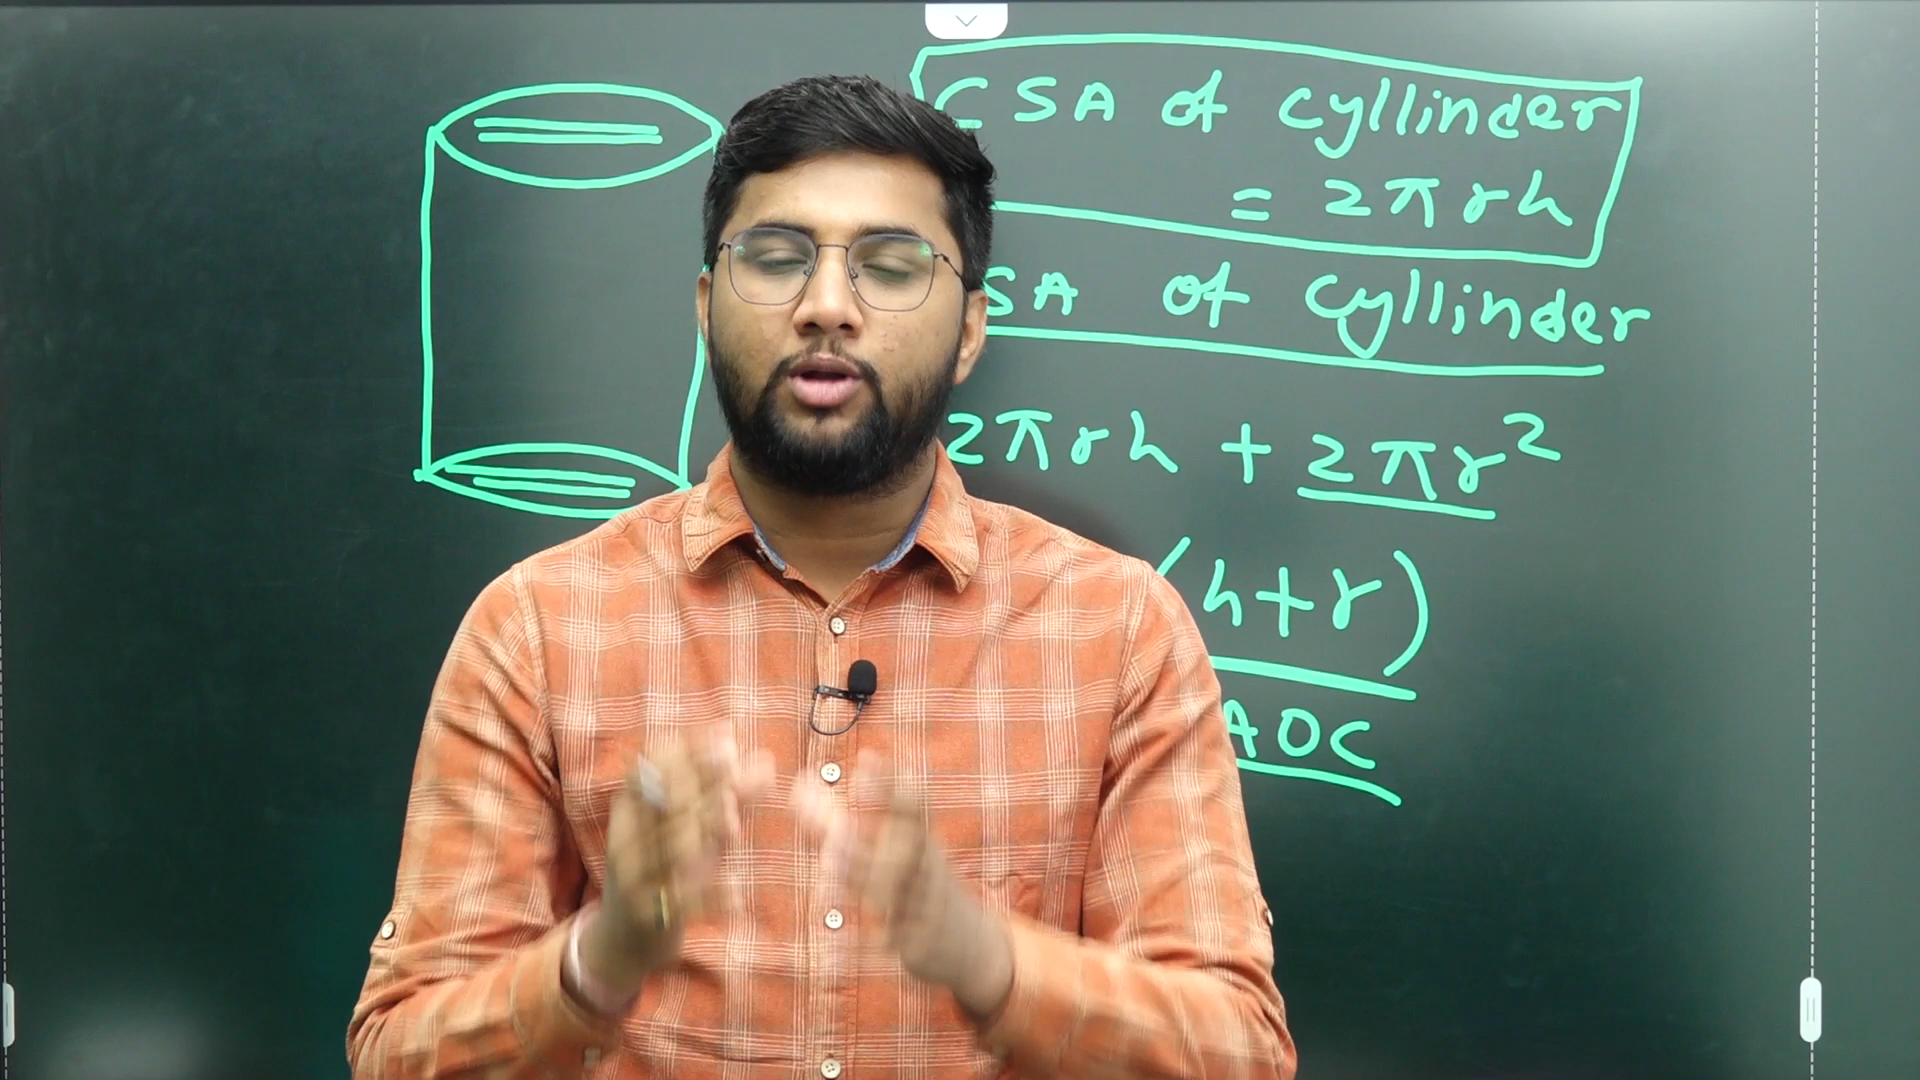 CSA of cyllinder
= 2πrh
SA of cyllinder
2πrh + 2πr²
(h+r)
AOC